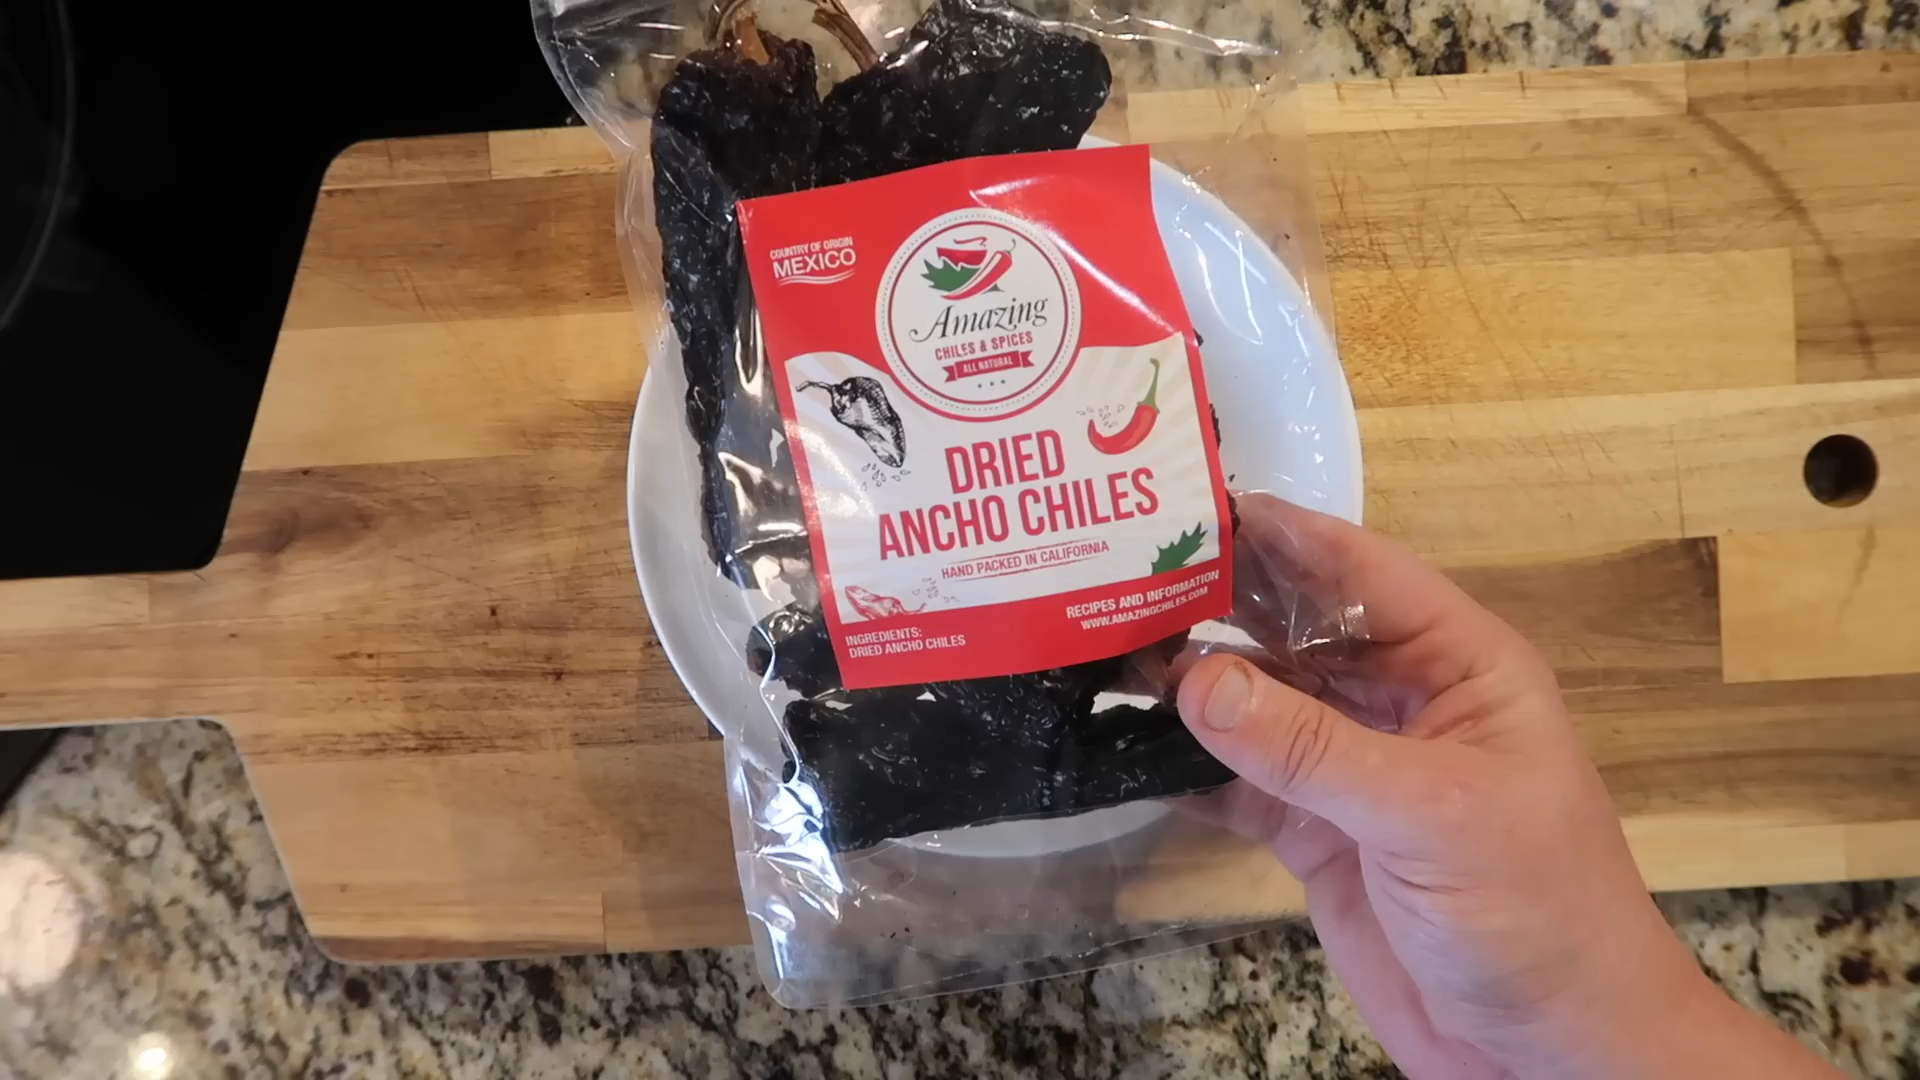 COUNTRY OF ORIGIN
MEXICO
Amazing
CHILES & SPICES
ALL NATURAL
DRIED
ANCHO CHILES
HAND PACKED IN CALIFORNIA
INGREDIENTS:
DRIED ANCHO CHILES
RECIPES AND INFORMATION
WWW.AMAZINGCHILES.COM